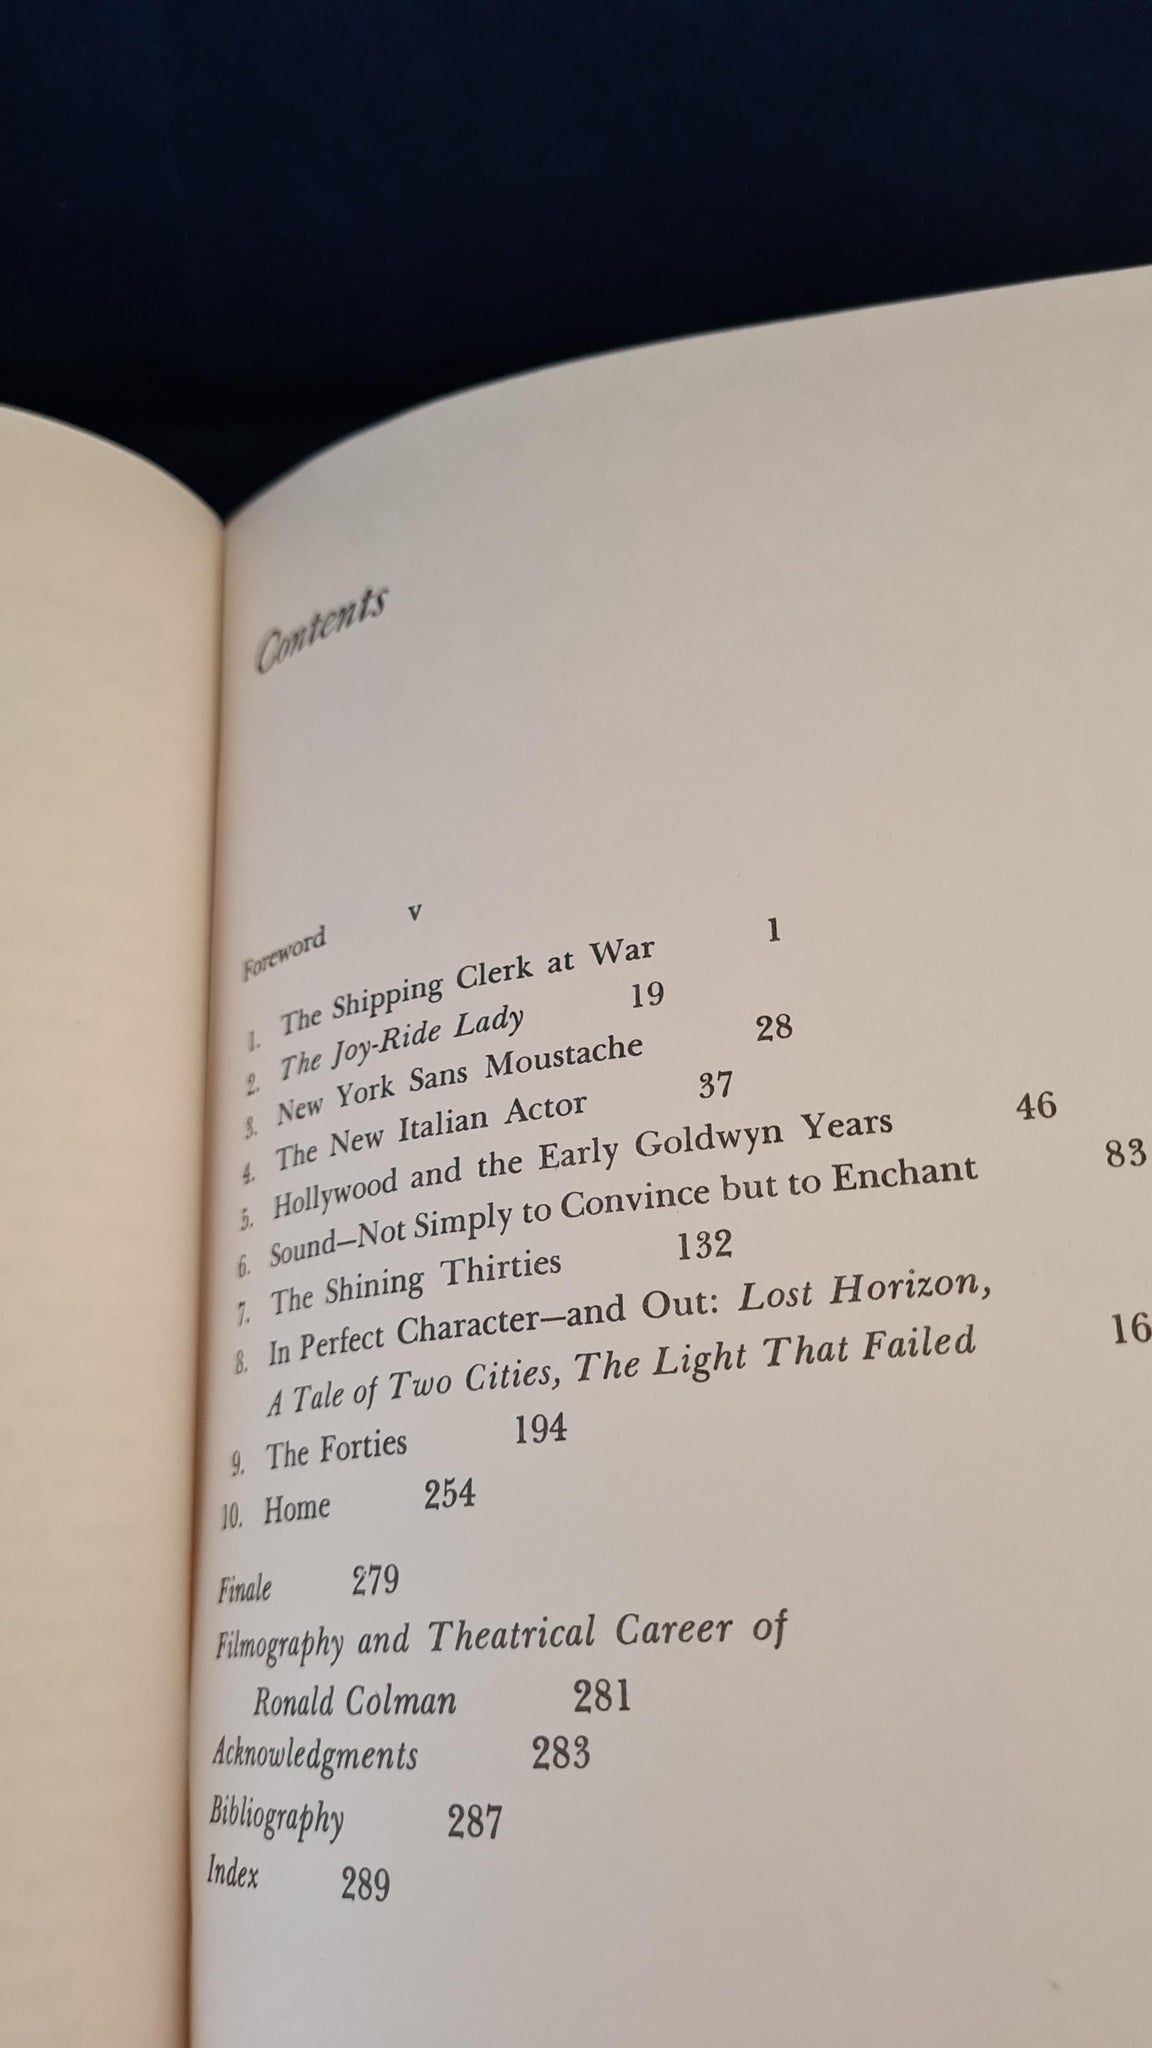 Contents
Foreword v
1. The Shipping Clerk at War 1
2. The Joy-Ride Lady 19
3. New York Sans Moustache 28
4. The New Italian Actor 37
5. Hollywood and the Early Goldwyn Years 46
6. Sound—Not Simply to Convince but to Enchant 83
7. The Shining Thirties 132
8. In Perfect Character—and Out: Lost Horizon,
A Tale of Two Cities, The Light That Failed 16
9. The Forties 194
10. Home 254
Finale 279
Filmography and Theatrical Career of
Ronald Colman 281
Acknowledgments 283
Bibliography 287
Index 289